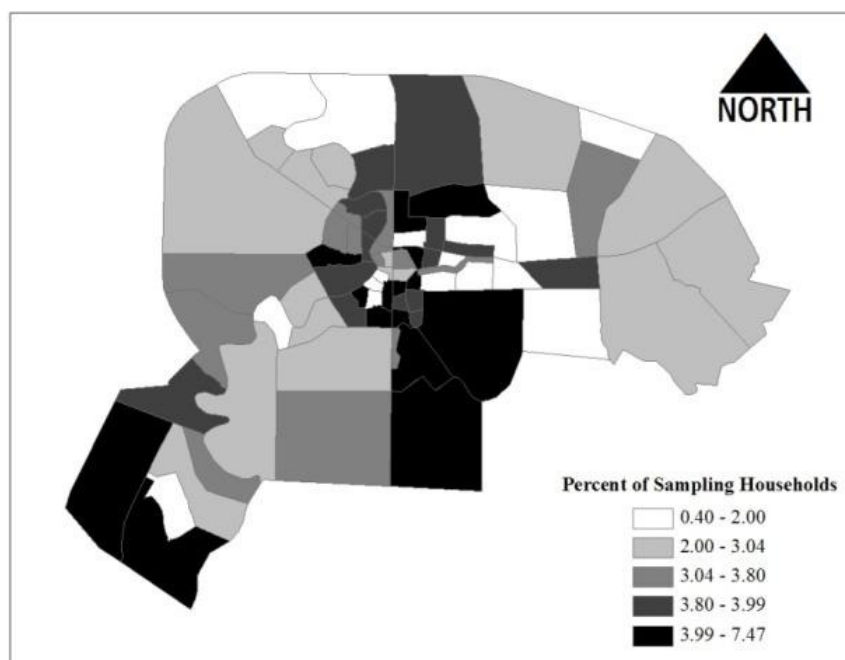 NORTH
Percent of Sampling Households
0.40 - 2.00
2.00 - 3.04
3.04 - 3.80
3.80 - 3.99
3.99 - 7.47